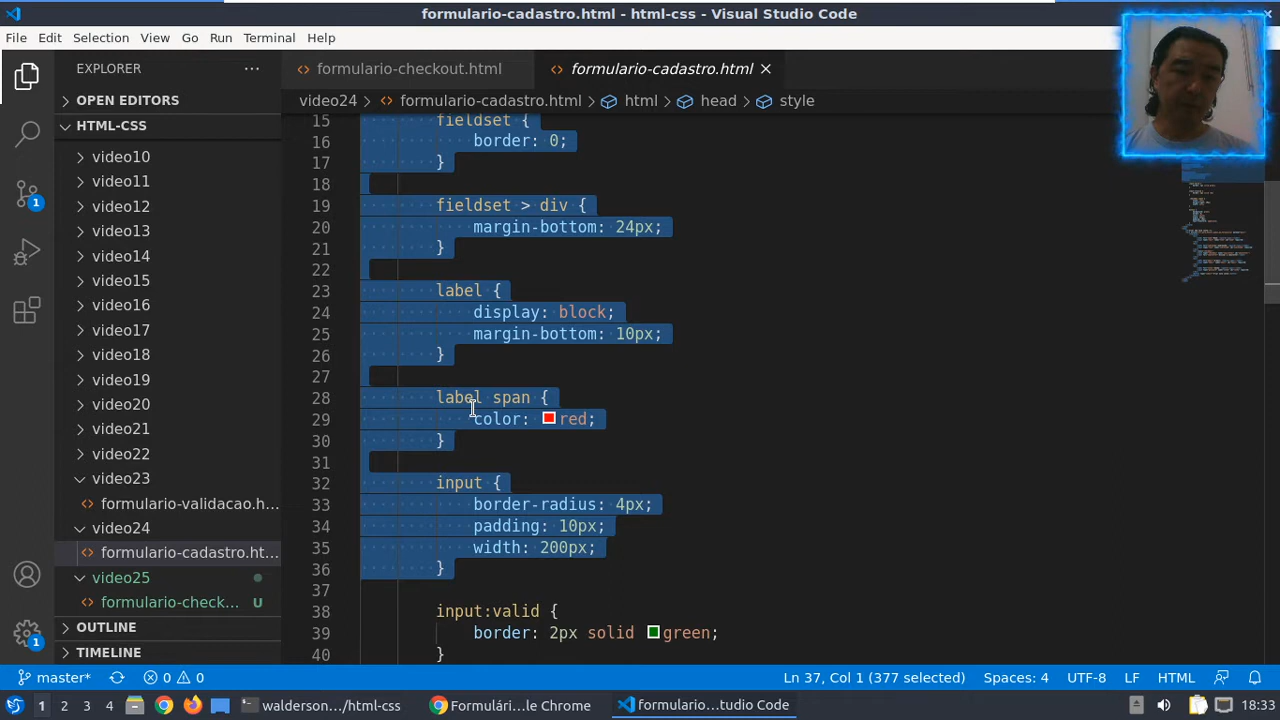 formulario-cadastro.html - html-css - Visual Studio Code
File Edit Selection View Go Run Terminal Help
EXPLORER ...
formulario-checkout.html formulario-cadastro.html
OPEN EDITORS
video24 > formulario-cadastro.html > html > head > style
HTML-CSS
video10
video11
video12
video13
video14
video15
video16
video17
video18
video19
video20
video21
video22
video23
formulario-validacao.h...
video24
formulario-cadastro.ht...
video25
formulario-check... U
OUTLINE
TIMELINE
1
1
15 fieldset {
16 border: 0;
17 }
18
19 fieldset > div {
20 margin-bottom: 24px;
21 }
22
23 label {
24 display: block;
25 margin-bottom: 10px;
26 }
27
28 label span {
29 color: red;
30 }
31
32 input {
33 border-radius: 4px;
34 padding: 10px;
35 width: 200px;
36 }
37
38 input:valid {
39 border: 2px solid green;
40 }
master* 0 0 Ln 37, Col 1 (377 selected) Spaces: 4 UTF-8 LF HTML
1 2 3 4 walderson.../html-css Formulári...le Chrome formulario...tudio Code 18:33